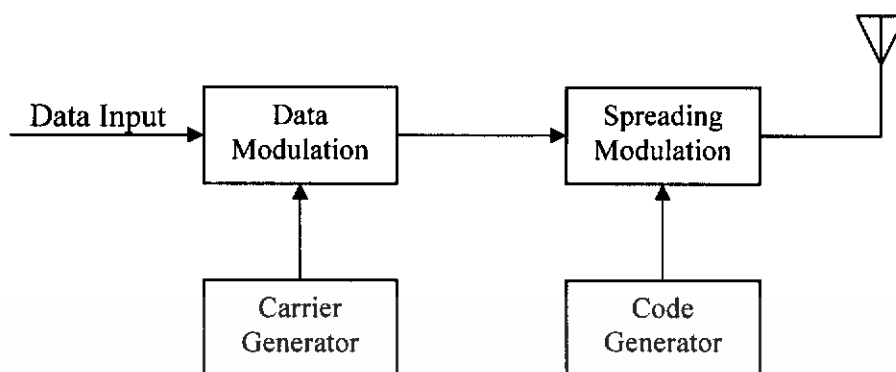 Data Input
Data
Modulation
Spreading
Modulation
Carrier
Generator
Code
Generator